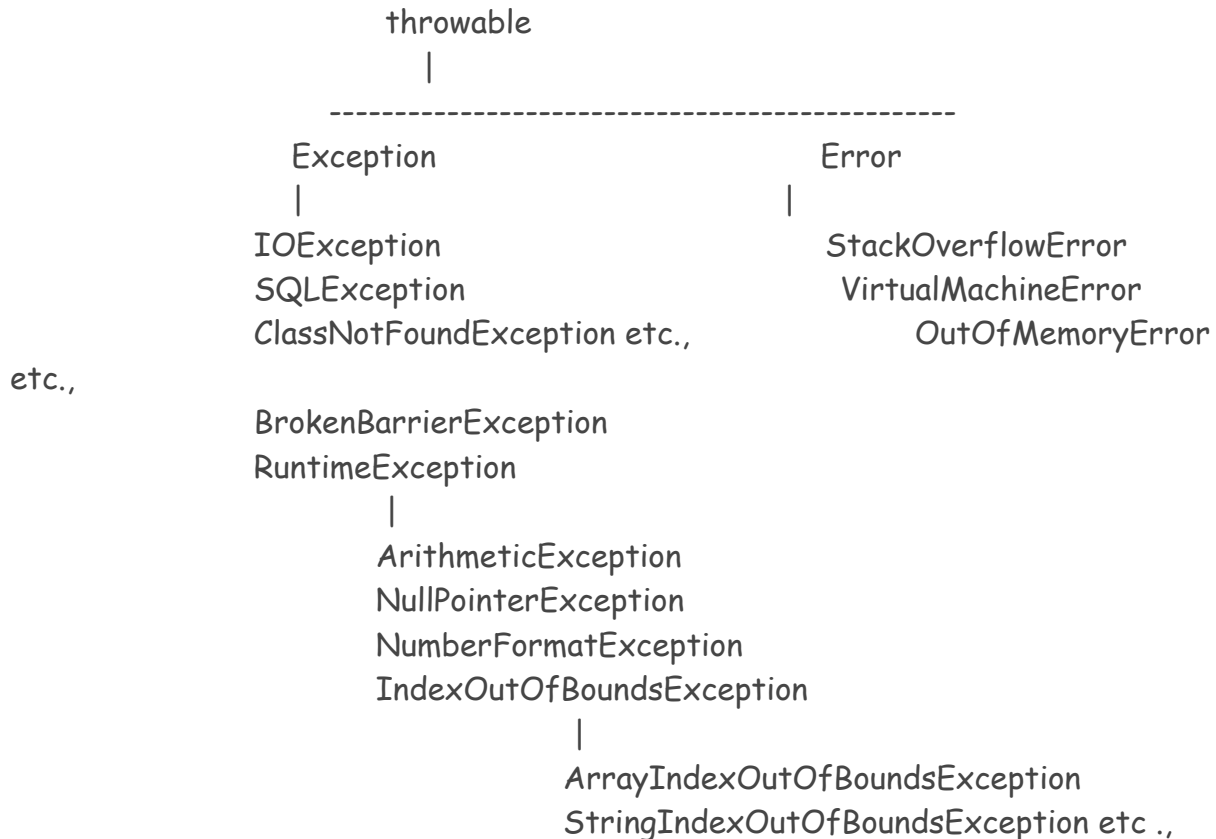 throwable
|
------------------------------------------------
Exception Error
| |
IOException StackOverflowError
SQLException VirtualMachineError
ClassNotFoundException etc., OutOfMemoryError
etc.,
BrokenBarrierException
RuntimeException
|
ArithmeticException
NullPointerException
NumberFormatException
IndexOutOfBoundsException
|
ArrayIndexOutOfBoundsException
StringIndexOutOfBoundsException etc .,